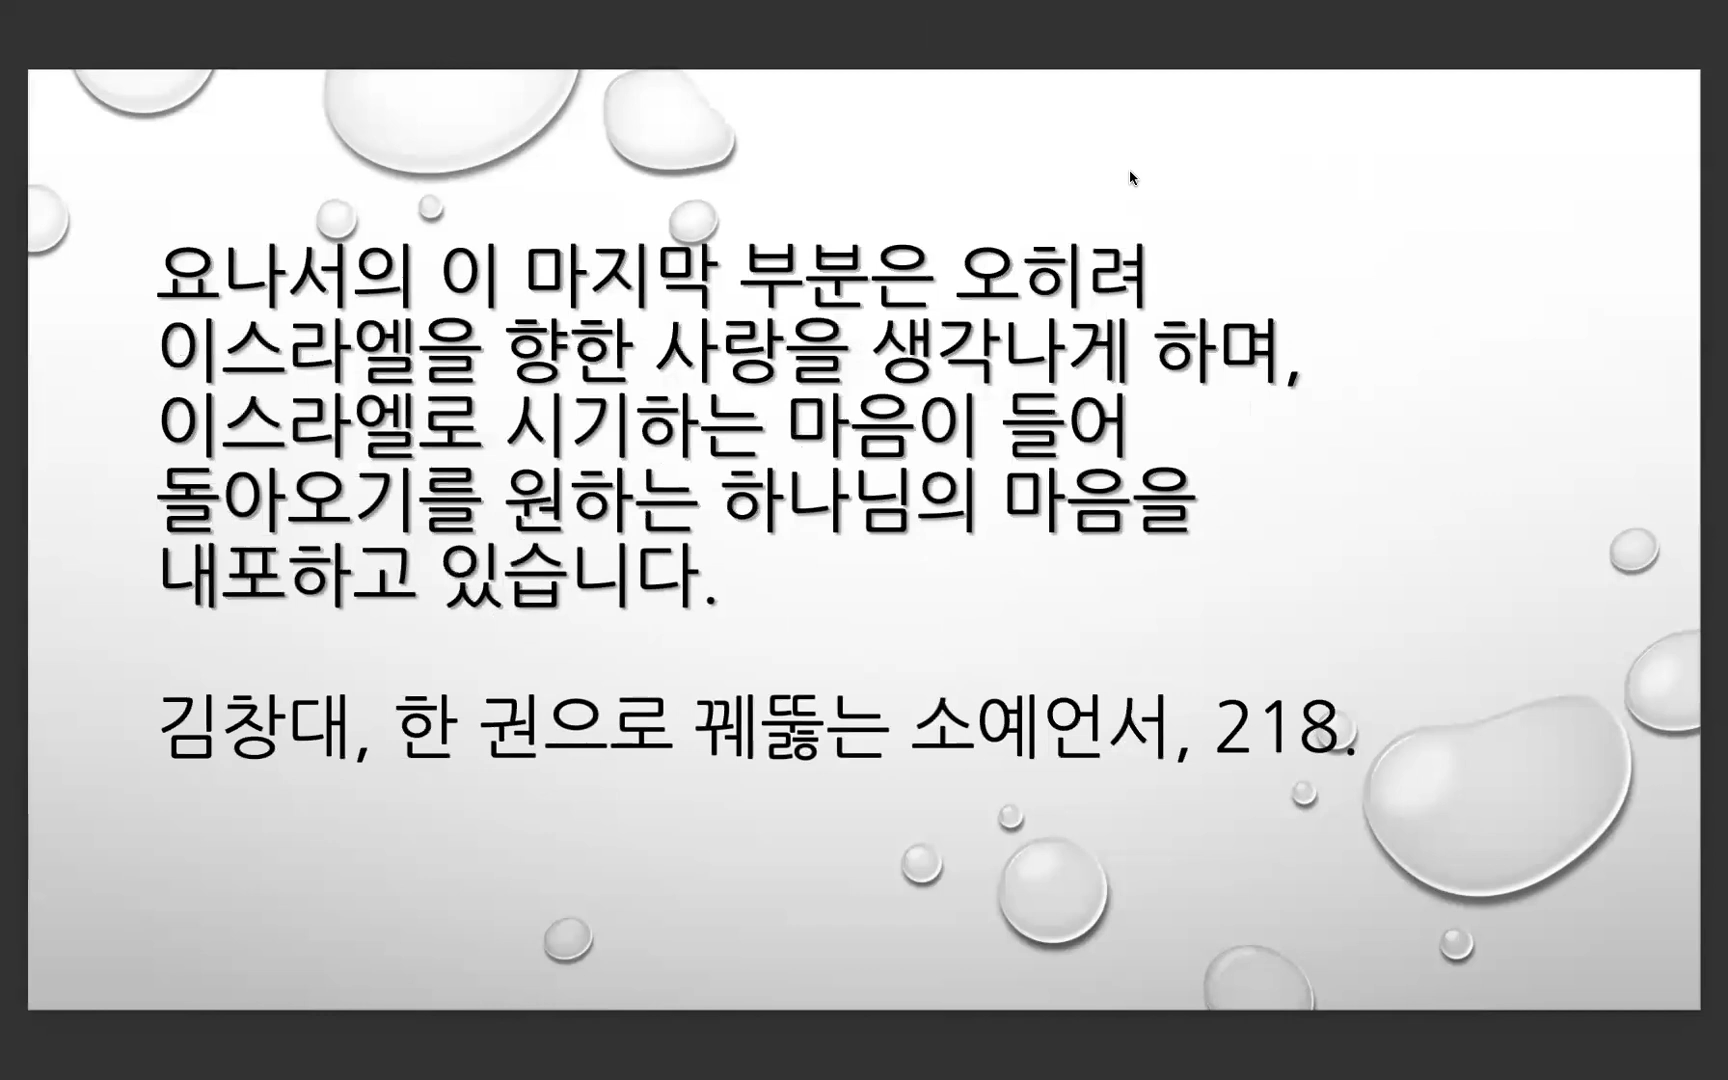 요나서의 이 마지막 부분은 오히려
이스라엘을 향한 사랑을 생각나게 하며,
이스라엘로 시기하는 마음이 들어
돌아오기를 원하는 하나님의 마음을
내포하고 있습니다.
김창대, 한 권으로 꿰뚫는 소예언서, 218.